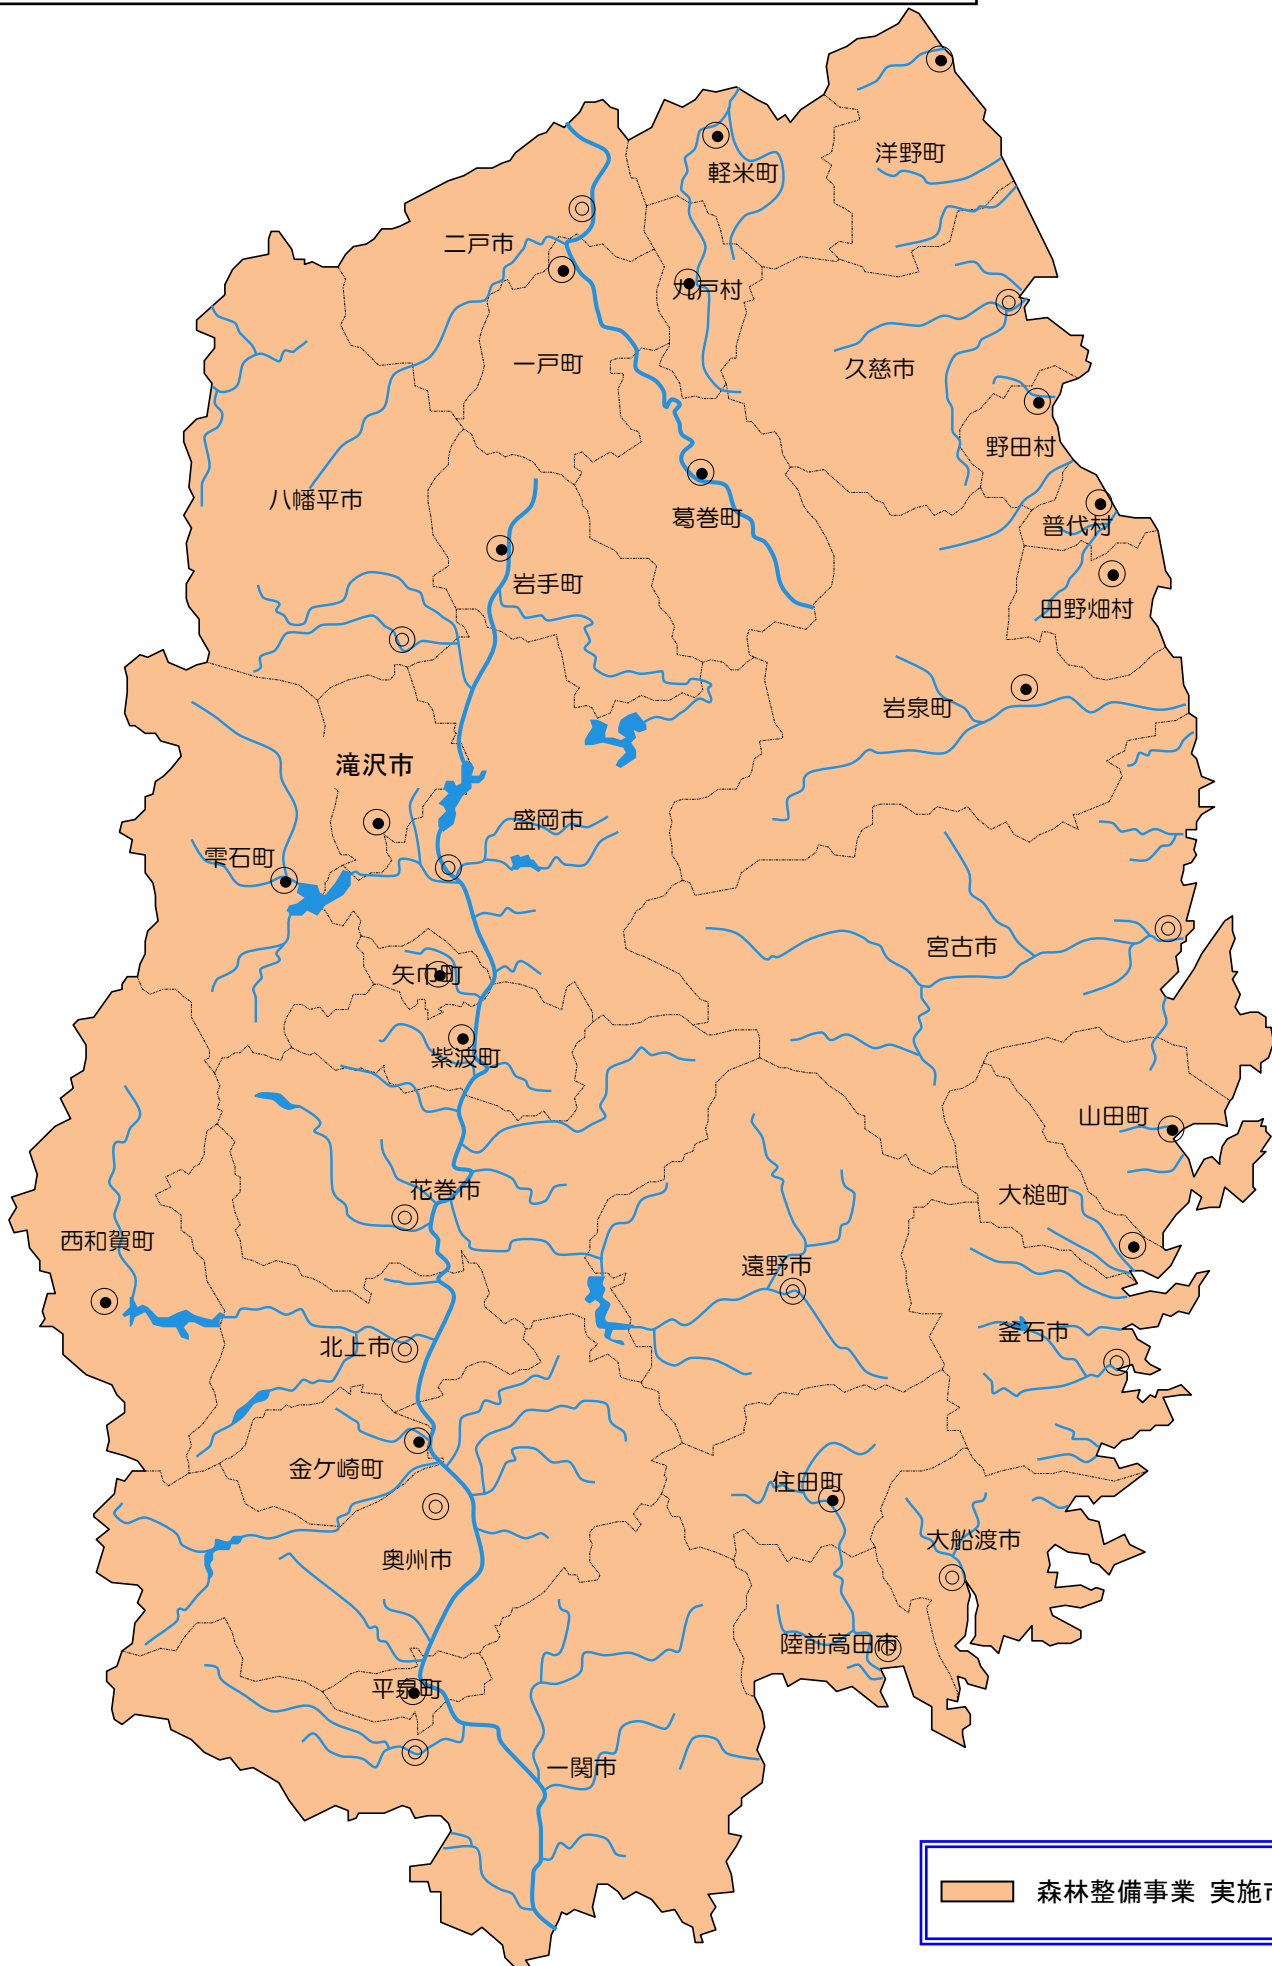 洋野町
軽米町
二戸市
九戸村
一戸町
久慈市
野田村
八幡平市
葛巻町
普代村
岩手町
田野畑村
岩泉町
滝沢市
盛岡市
雫石町
宮古市
矢巾町
紫波町
山田町
花巻市
大槌町
西和賀町
遠野市
釜石市
北上市
金ケ崎町
住田町
大船渡市
奥州市
陸前高田市
平泉町
一関市
森林整備事業 実施